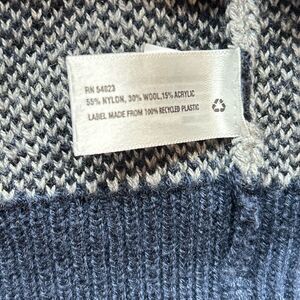 RN 54023
55% NYLON, 30% WOOL, 15% ACRYLIC
LABEL MADE FROM 100% RECYCLED PLASTIC